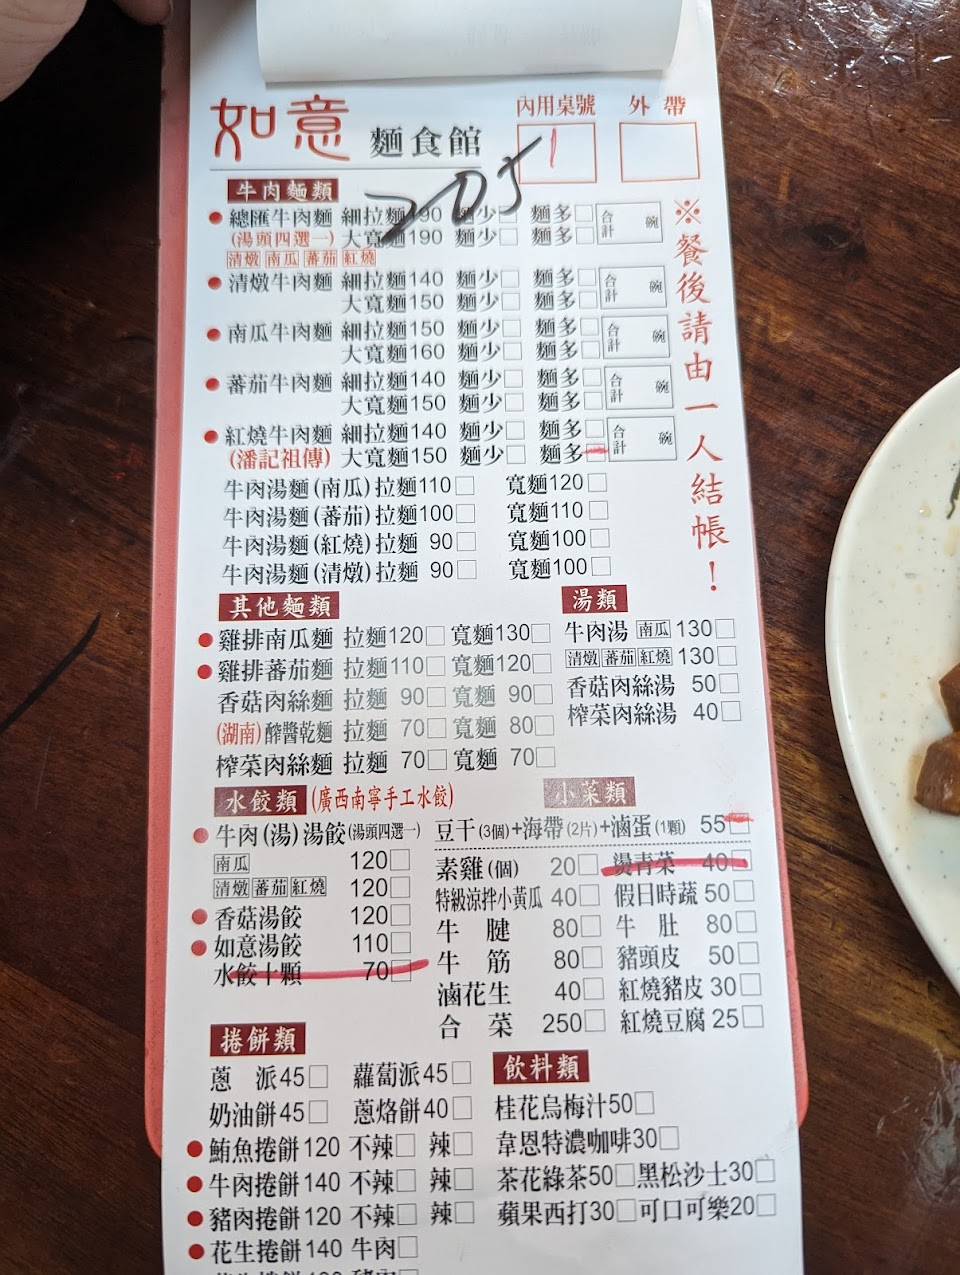 如意 麵食館
內用桌號 外帶
1
205
牛肉麵類
總匯牛肉麵 細拉麵190 麵少□ 麵多□ 合計 碗
(湯頭四選一) 大寬麵190 麵少□ 麵多□
清燉 南瓜 蕃茄 紅燒
清燉牛肉麵 細拉麵140 麵少□ 麵多□ 合計 碗
大寬麵150 麵少□ 麵多□
南瓜牛肉麵 細拉麵150 麵少□ 麵多□ 合計 碗
大寬麵160 麵少□ 麵多□
蕃茄牛肉麵 細拉麵140 麵少□ 麵多□ 合計 碗
大寬麵150 麵少□ 麵多□
紅燒牛肉麵 細拉麵140 麵少□ 麵多□ 合計 碗
(潘記祖傳) 大寬麵150 麵少□ 麵多□
牛肉湯麵(南瓜)拉麵110□ 寬麵120□
牛肉湯麵(蕃茄)拉麵100□ 寬麵110□
牛肉湯麵(紅燒)拉麵 90□ 寬麵100□
牛肉湯麵(清燉)拉麵 90□ 寬麵100□
※餐後請由一人結帳！
其他麵類
雞排南瓜麵 拉麵120□ 寬麵130□
雞排蕃茄麵 拉麵110□ 寬麵120□
香菇肉絲麵 拉麵 90□ 寬麵 90□
(湖南)醡醬乾麵 拉麵 70□ 寬麵 80□
榨菜肉絲麵 拉麵 70□ 寬麵 70□
湯類
牛肉湯 南瓜 130□
清燉 蕃茄 紅燒 130□
香菇肉絲湯 50□
榨菜肉絲湯 40□
水餃類 (廣西南寧手工水餃)
牛肉(湯)湯餃(湯頭四選一)
南瓜 120□
清燉 蕃茄 紅燒 120□
香菇湯餃 120□
如意湯餃 110□
水餃十顆 70□
小菜類
豆干(3個)+海帶(2片)+滷蛋(1顆) 55□
素雞(個) 20□ 燙青菜 40□
特級涼拌小黃瓜 40□ 假日時蔬 50□
牛腱 80□ 牛肚 80□
牛筋 80□ 豬頭皮 50□
滷花生 40□ 紅燒豬皮 30□
合菜 250□ 紅燒豆腐 25□
捲餅類
蔥派45□ 蘿蔔派45□
奶油餅45□ 蔥烙餅40□
鮪魚捲餅120 不辣□ 辣□
牛肉捲餅140 不辣□ 辣□
豬肉捲餅120 不辣□ 辣□
花生捲餅140 牛肉□
飲料類
桂花烏梅汁50□
韋恩特濃咖啡30□
茶花綠茶50□ 黑松沙士30□
蘋果西打30□ 可口可樂20□